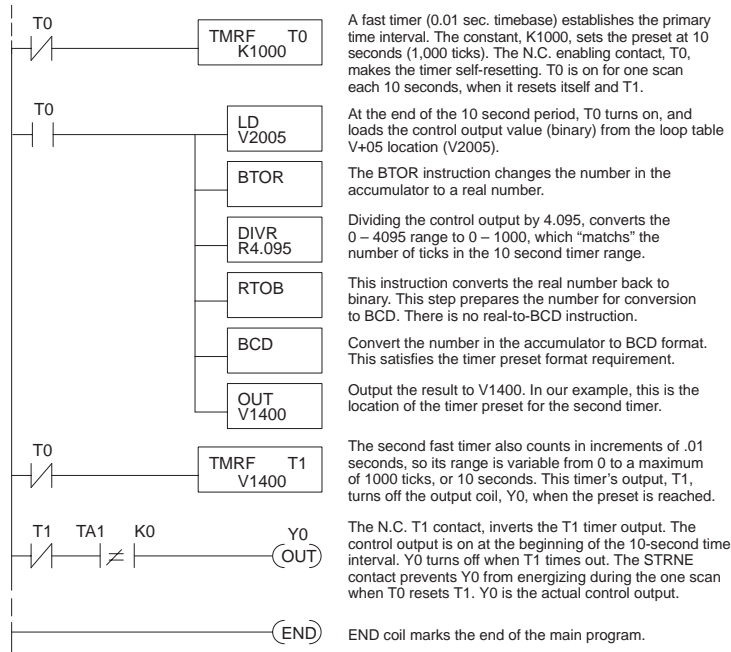 T0
TMRF T0
K1000
A fast timer (0.01 sec. timebase) establishes the primary
time interval. The constant, K1000, sets the preset at 10
seconds (1,000 ticks). The N.C. enabling contact, T0,
makes the timer self-resetting. T0 is on for one scan
each 10 seconds, when it resets itself and T1.
T0
LD
V2005
At the end of the 10 second period, T0 turns on, and
loads the control output value (binary) from the loop table
V+05 location (V2005).
BTOR
The BTOR instruction changes the number in the
accumulator to a real number.
DIVR
R4.095
Dividing the control output by 4.095, converts the
0 – 4095 range to 0 – 1000, which “matchs” the
number of ticks in the 10 second timer range.
RTOB
This instruction converts the real number back to
binary. This step prepares the number for conversion
to BCD. There is no real-to-BCD instruction.
BCD
Convert the number in the accumulator to BCD format.
This satisfies the timer preset format requirement.
OUT
V1400
Output the result to V1400. In our example, this is the
location of the timer preset for the second timer.
T0
TMRF T1
V1400
The second fast timer also counts in increments of .01
seconds, so its range is variable from 0 to a maximum
of 1000 ticks, or 10 seconds. This timer’s output, T1,
turns off the output coil, Y0, when the preset is reached.
T1 TA1 K0 Y0
≠ OUT
The N.C. T1 contact, inverts the T1 timer output. The
control output is on at the beginning of the 10-second time
interval. Y0 turns off when T1 times out. The STRNE
contact prevents Y0 from energizing during the one scan
when T0 resets T1. Y0 is the actual control output.
END
END coil marks the end of the main program.